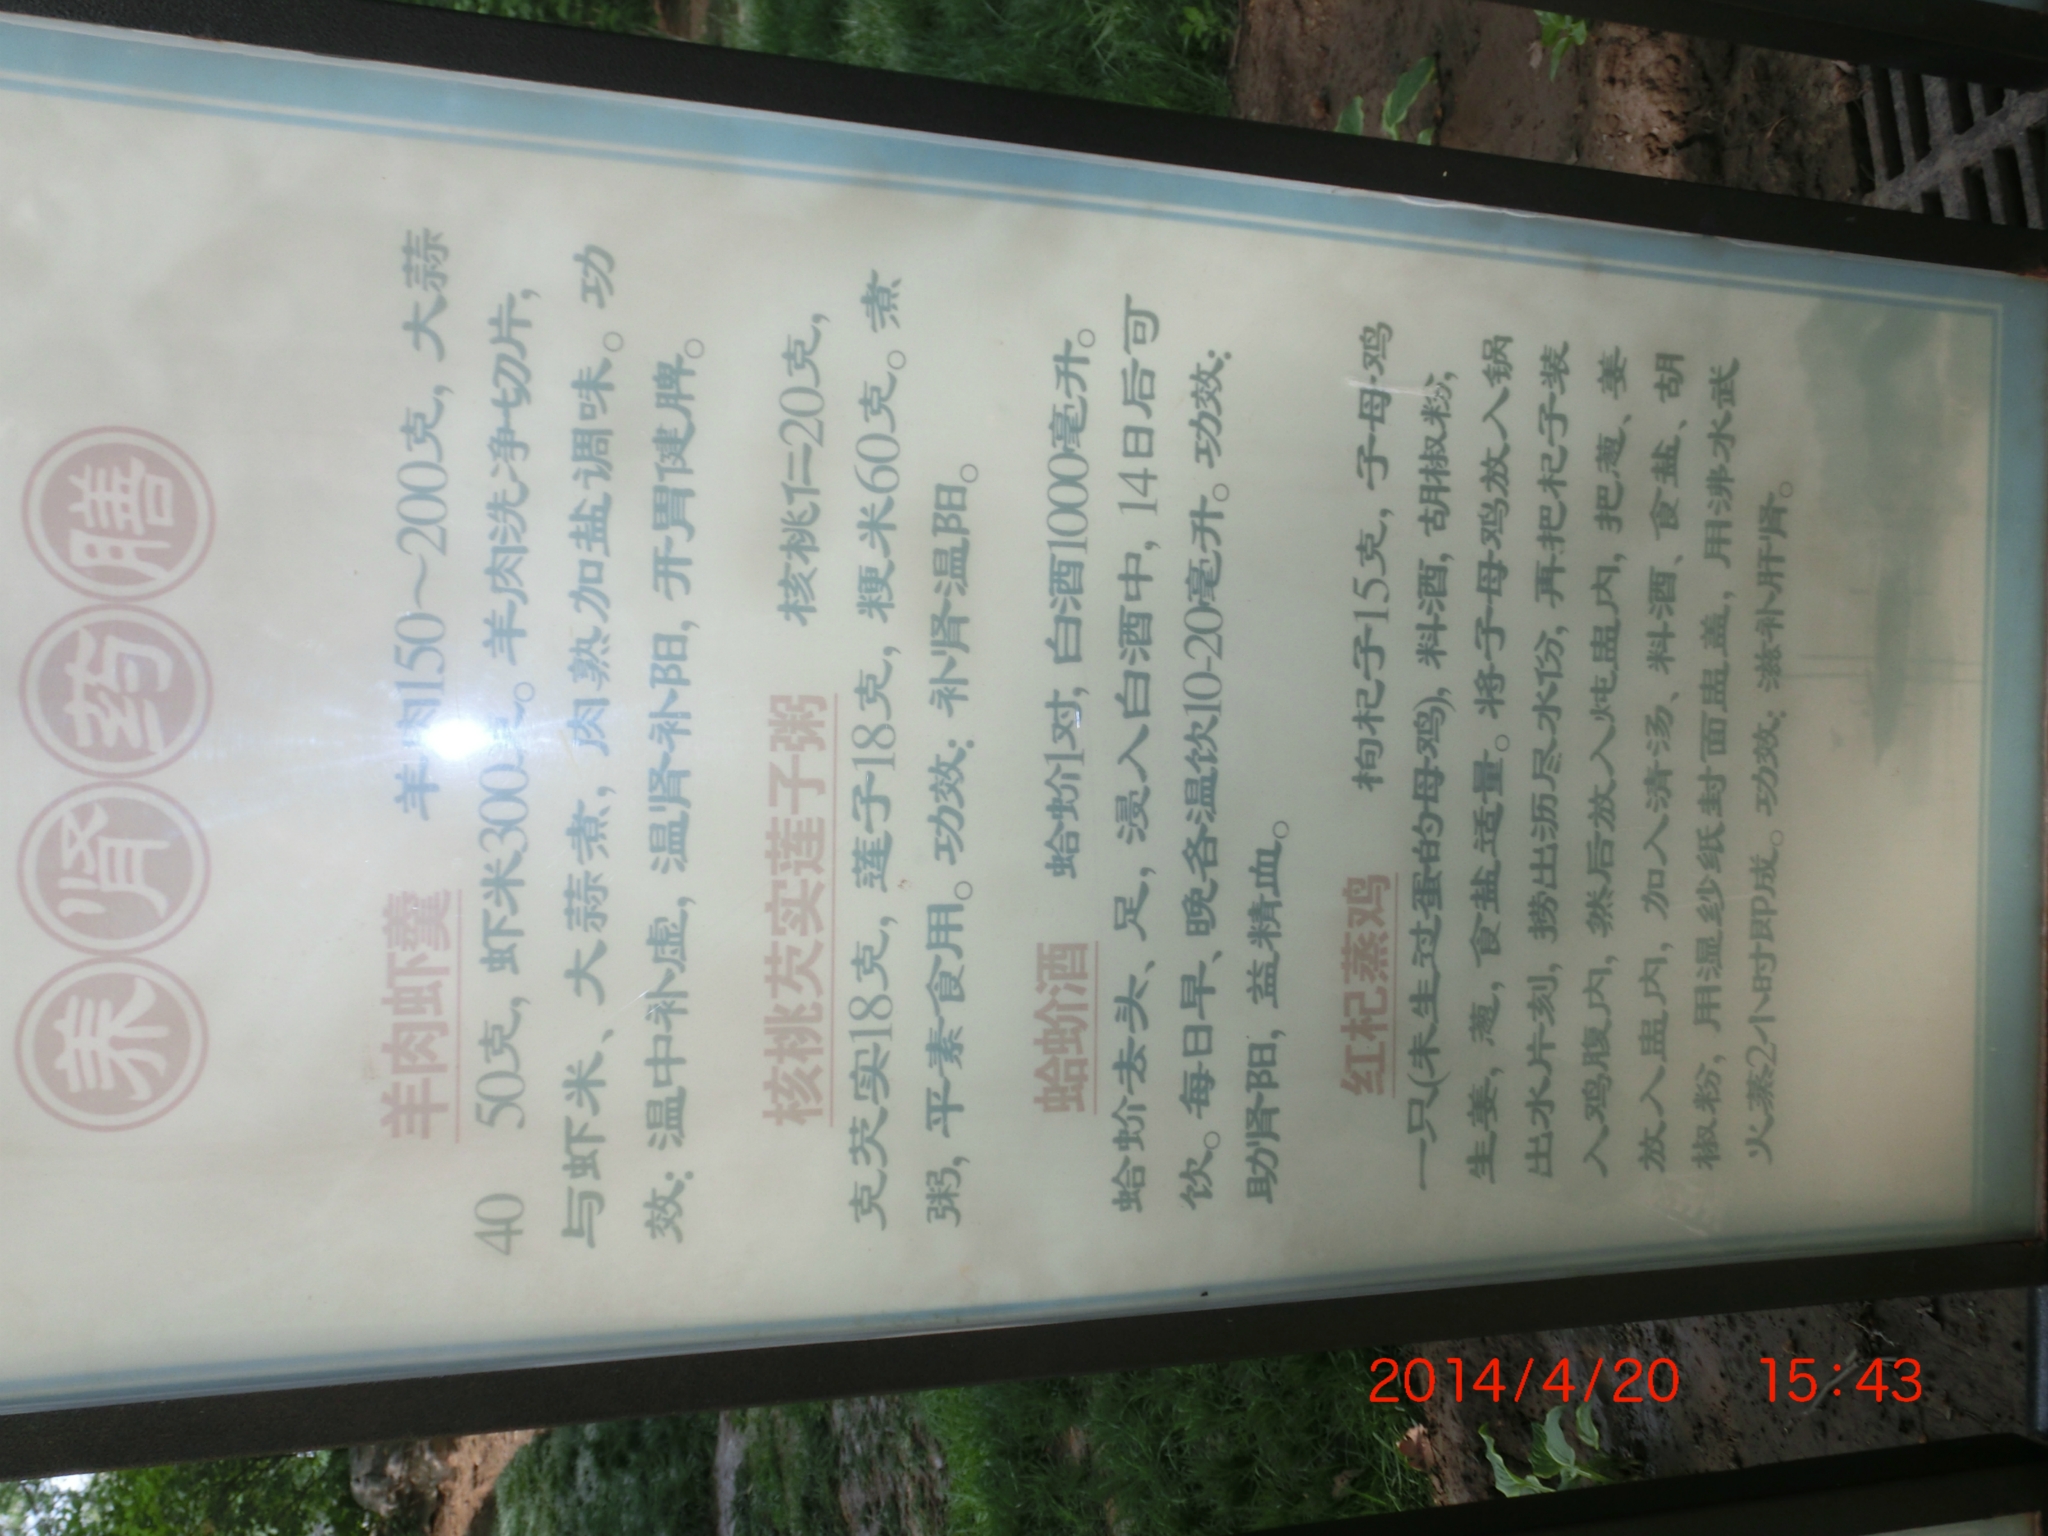 养肾药膳
羊肉虾羹 羊肉150～200克，大蒜
40 50克，虾米300 。羊肉洗净切片，
与虾米、大蒜煮，肉熟加盐调味。功
效：温中补虚，温肾补阳，开胃健脾。
核桃芡实莲子粥 核桃仁20克，
克芡实18克，莲子18克，粳米60克。煮
粥，平素食用。功效：补肾温阳。
蛤蚧酒 蛤蚧1对，白酒1000毫升。
蛤蚧去头、足，浸入白酒中，14日后可
饮。每日早、晚各温饮10-20毫升。功效：
助肾阳，益精血。
红杞蒸鸡 枸杞子15克，子母鸡
一只(未生过蛋的母鸡)，料酒，胡椒粉，
生姜，葱，食盐适量。将子母鸡放入锅
出水片刻，捞出沥尽水份，再把杞子装
入鸡腹内，然后放入炖盅内，把葱、姜
放入盅内，加入清汤、料酒、食盐、胡
椒粉，用湿纱纸封面盅盖，用沸水武
火蒸2小时即成。功效：滋补肝肾。
2014/4/20 15:43